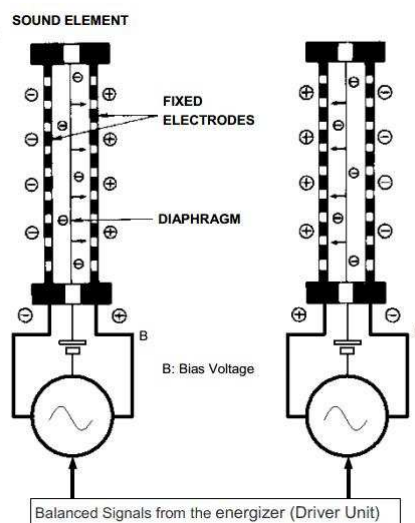 SOUND ELEMENT
FIXED
ELECTRODES
DIAPHRAGM
B
B: Bias Voltage
Balanced Signals from the energizer (Driver Unit)